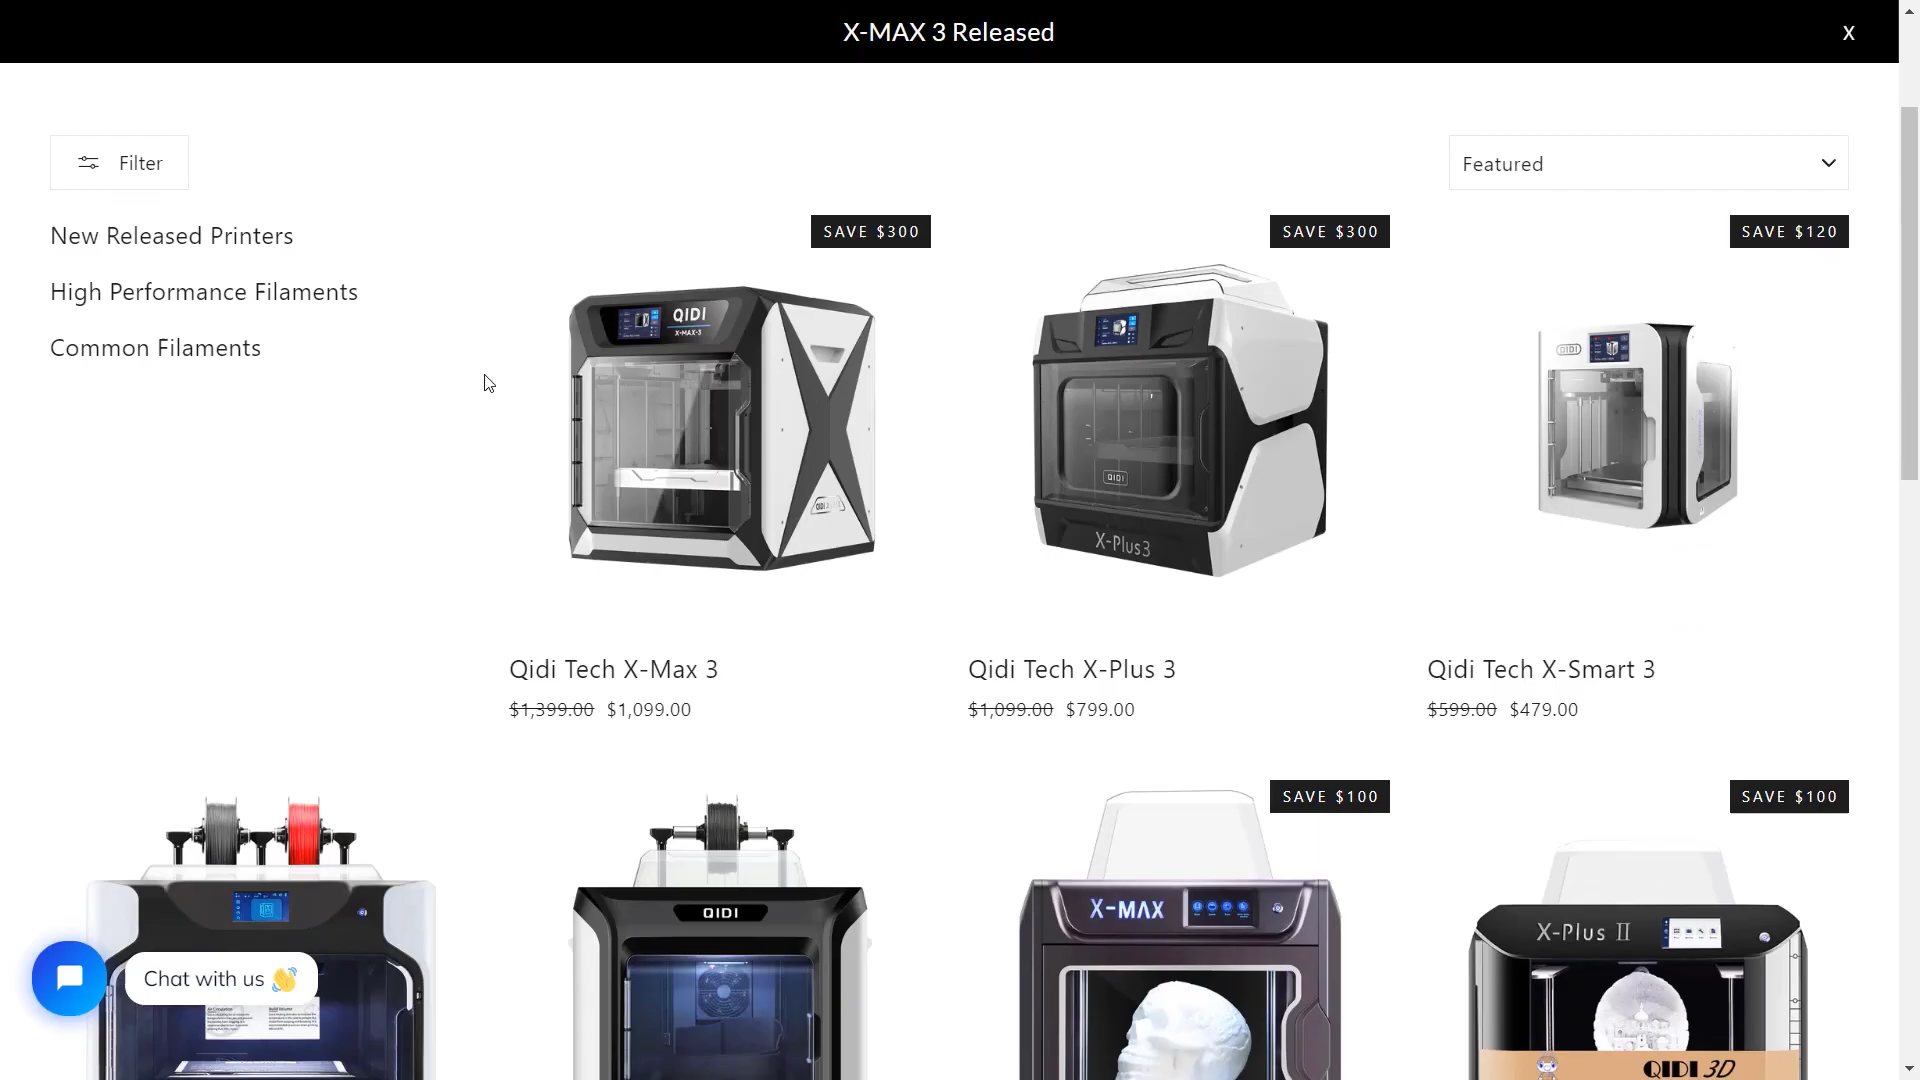 X-MAX 3 Released
X
Filter
Featured
New Released Printers
High Performance Filaments
Common Filaments
SAVE $300
SAVE $300
SAVE $120
QIDI
X-MAX-3
QIDI
X-Plus3
QIDI
Qidi Tech X-Max 3
$1,399.00 $1,099.00
Qidi Tech X-Plus 3
$1,099.00 $799.00
Qidi Tech X-Smart 3
$599.00 $479.00
SAVE $100
SAVE $100
QIDI
X-MAX
X-Plus II
Chat with us 👋
QIDI 3D